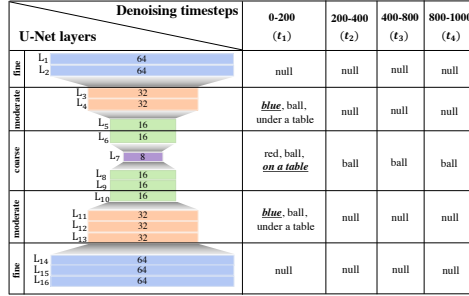 Denoising timesteps
U-Net layers
0-200
(t₁)
200-400
(t₂)
400-800
(t₃)
800-1000
(t₄)
fine
L₁ 64
L₂ 64
null null null null
moderate
L₃ 32
L₄ 32
L₅ 16
blue, ball,
under a table
null null null
coarse
L₆ 16
L₇ 8
L₈ 16
L₉ 16
red, ball,
on a table
ball ball ball
moderate
L₁₀ 16
L₁₁ 32
L₁₂ 32
L₁₃ 32
blue, ball,
under a table
null null null
fine
L₁₄ 64
L₁₅ 64
L₁₆ 64
null null null null